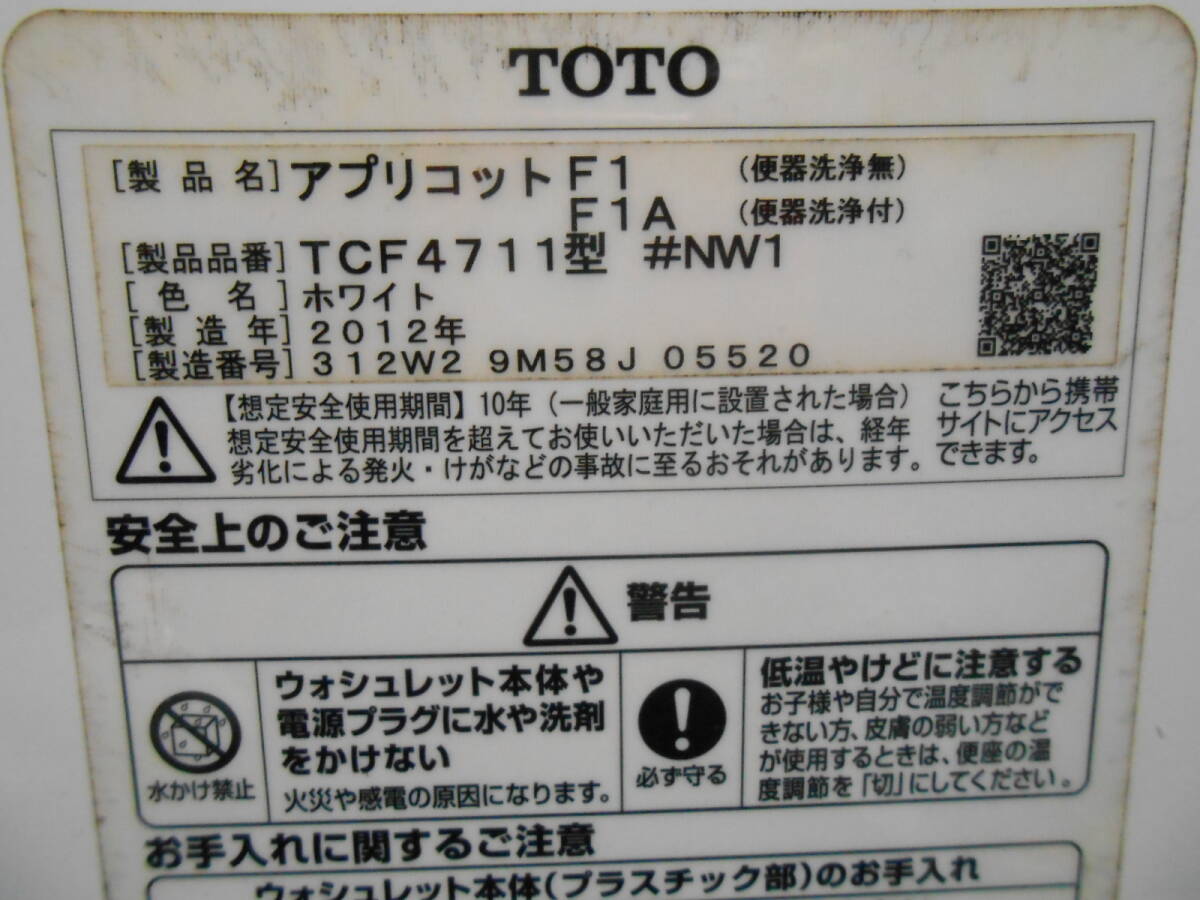 TOTO
[製品名] アプリコット F1 (便器洗浄無)
F1A (便器洗浄付)
[製品品番] TCF4711型 #NW1
[色名] ホワイト
[製造年] 2012年
[製造番号] 312W2 9M58J 05520
【想定安全使用期間】10年（一般家庭用に設置された場合）
想定安全使用期間を超えてお使いいただいた場合は、経年
劣化による発火・けがなどの事故に至るおそれがあります。
こちらから携帯
サイトにアクセス
できます。
安全上のご注意
警告
水かけ禁止
ウォシュレット本体や
電源プラグに水や洗剤
をかけない
火災や感電の原因になります。
必ず守る
低温やけどに注意する
お子様や自分で温度調節がで
きない方、皮膚の弱い方など
が使用するときは、便座の温
度調節を「切」にしてください。
お手入れに関するご注意
ウォシュレット本体(プラスチック部)のお手入れ